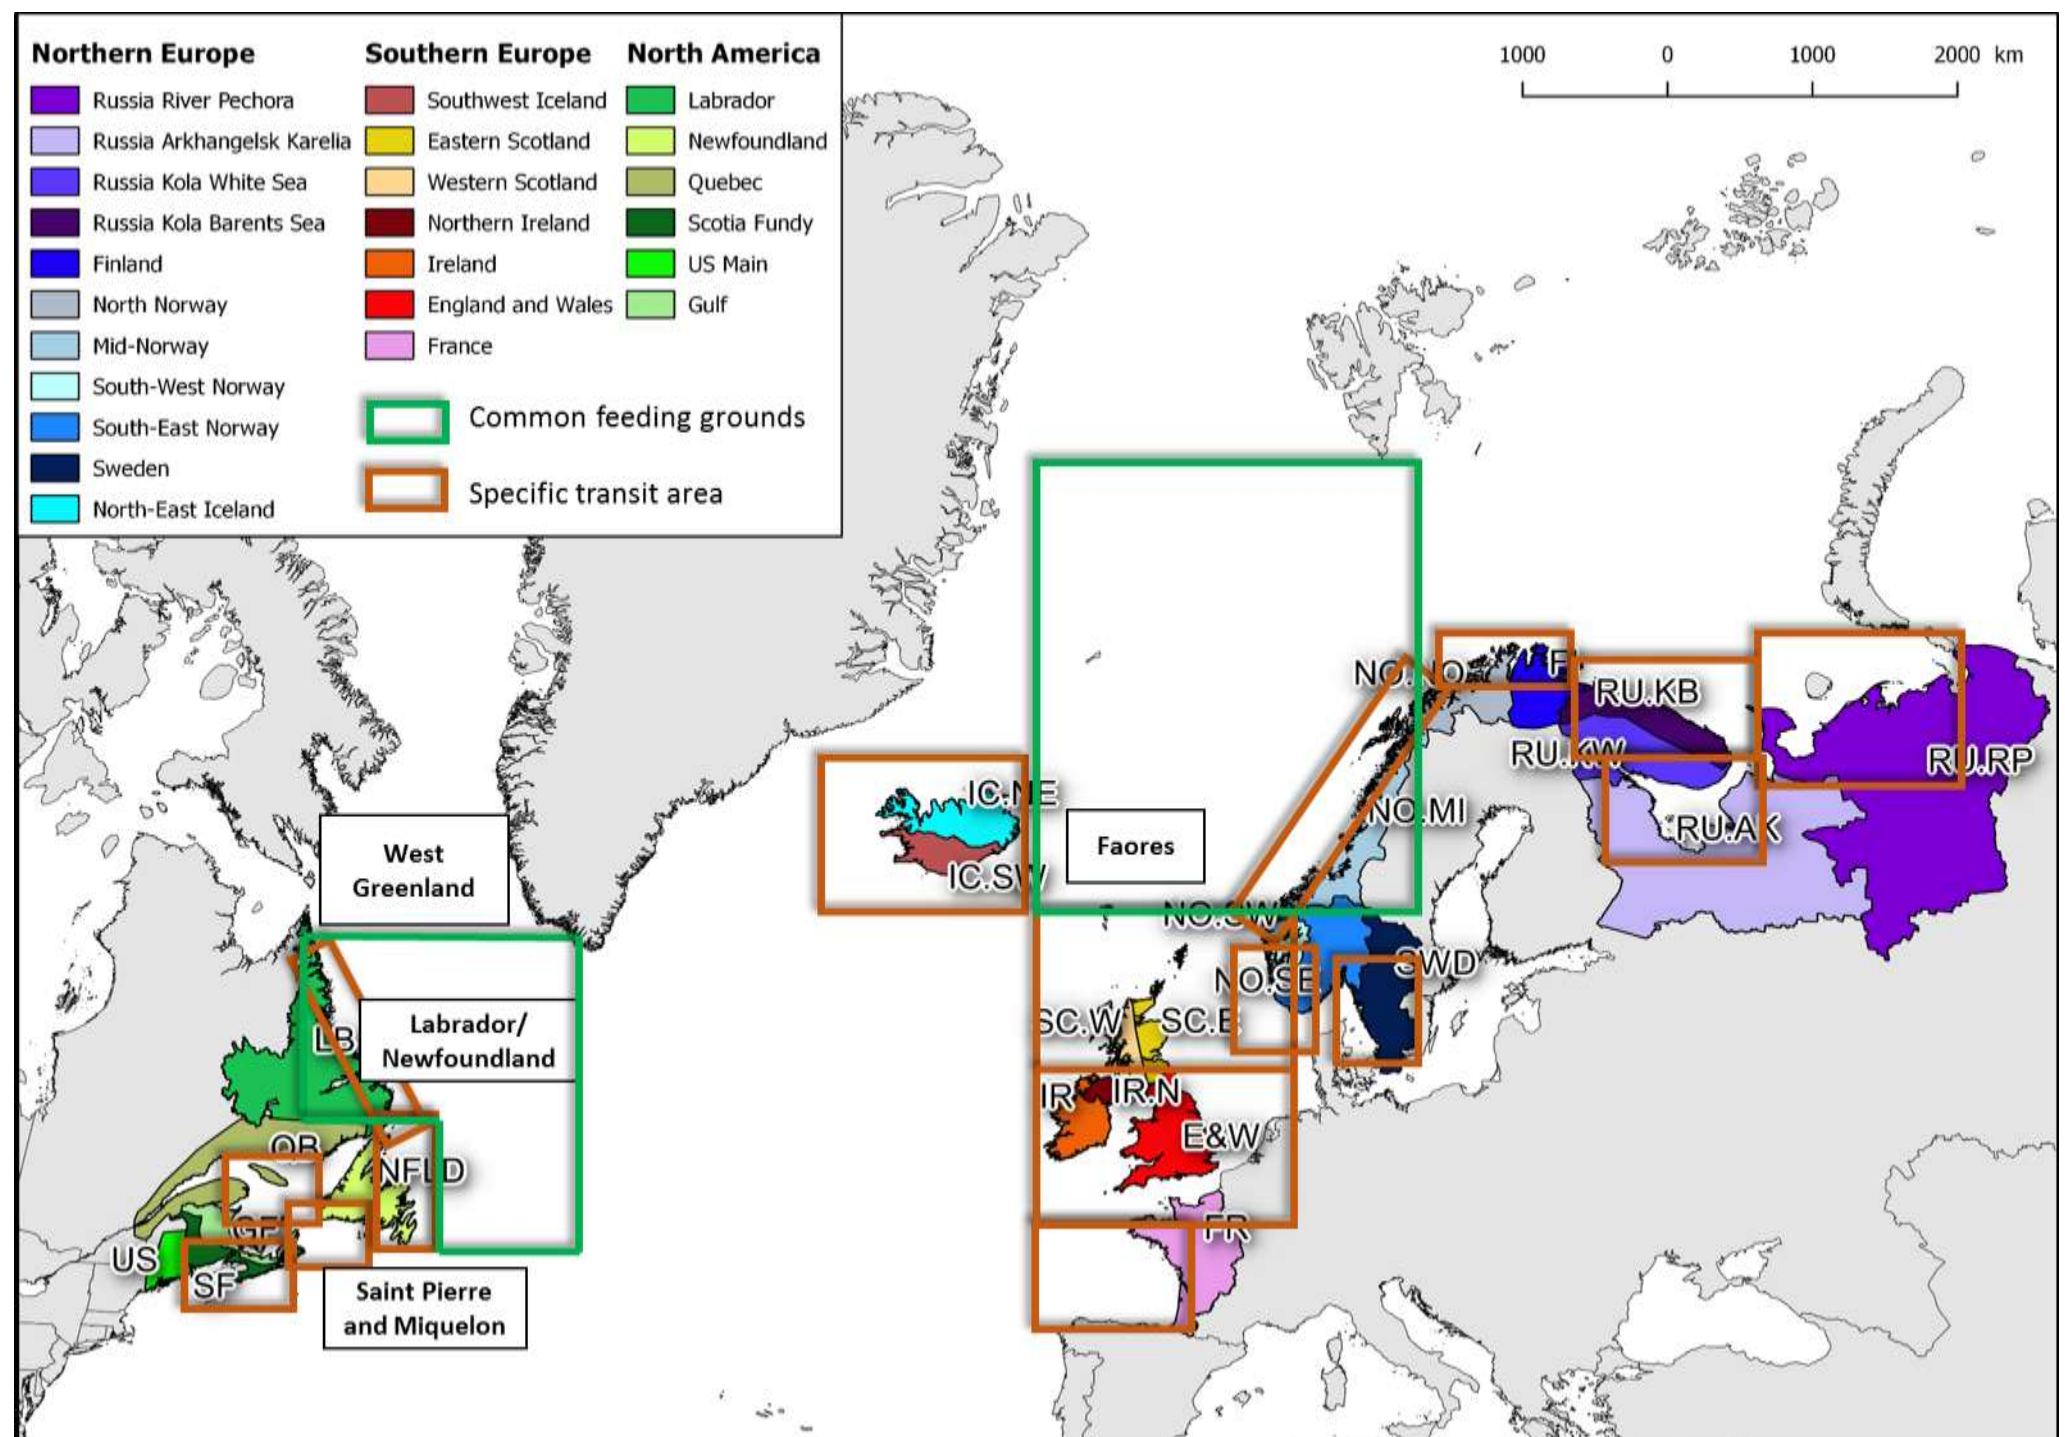 Northern Europe
Russia River Pechora
Russia Arkhangelsk Karelia
Russia Kola White Sea
Russia Kola Barents Sea
Finland
North Norway
Mid-Norway
South-West Norway
South-East Norway
Sweden
North-East Iceland
Southern Europe
Southwest Iceland
Eastern Scotland
Western Scotland
Northern Ireland
Ireland
England and Wales
France
North America
Labrador
Newfoundland
Quebec
Scotia Fundy
US Main
Gulf
Common feeding grounds
Specific transit area
1000 0 1000 2000 km
NO.NO
RU.KB
RU.KW
RU.RP
IC.NE
NO.MI
RU.AK
West
Greenland
Faores
IC.SW
NO.SW
SWD
NO.SE
LB
Labrador/
Newfoundland
SC.W
SC.E
IR
IR.N
E&W
QB
NFLD
GF
FR
US
SF
Saint Pierre
and Miquelon